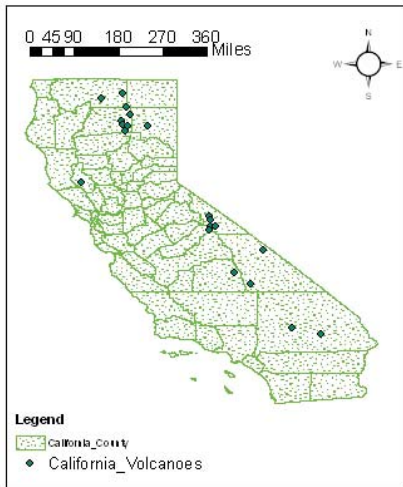 0 45 90 180 270 360
Miles
N
W E
S
Legend
California_County
California_Volcanoes